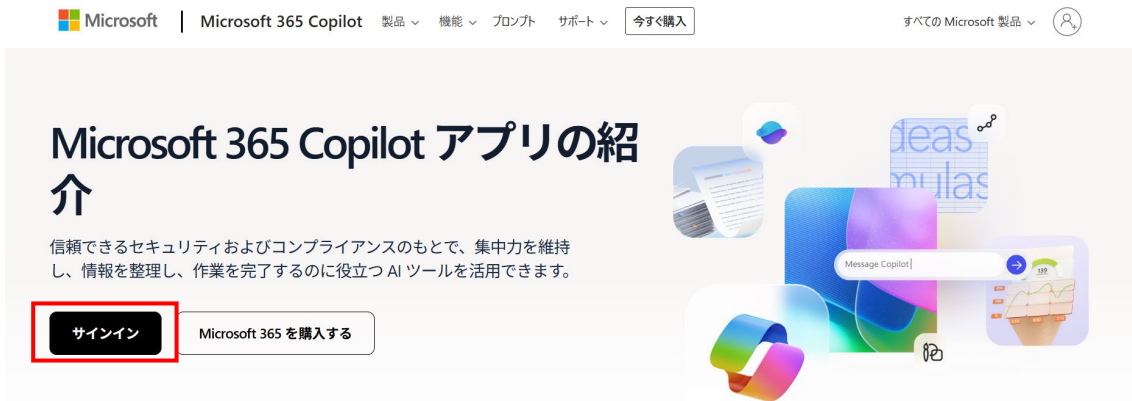 Microsoft
Microsoft 365 Copilot
製品
機能
プロンプト
サポート
今すぐ購入
すべての Microsoft 製品
Microsoft 365 Copilot アプリの紹
介
信頼できるセキュリティおよびコンプライアンスのもとで、集中力を維持
し、情報を整理し、作業を完了するのに役立つ AI ツールを活用できます。
サインイン
Microsoft 365 を購入する
deas
mulas
Message Copilot
139